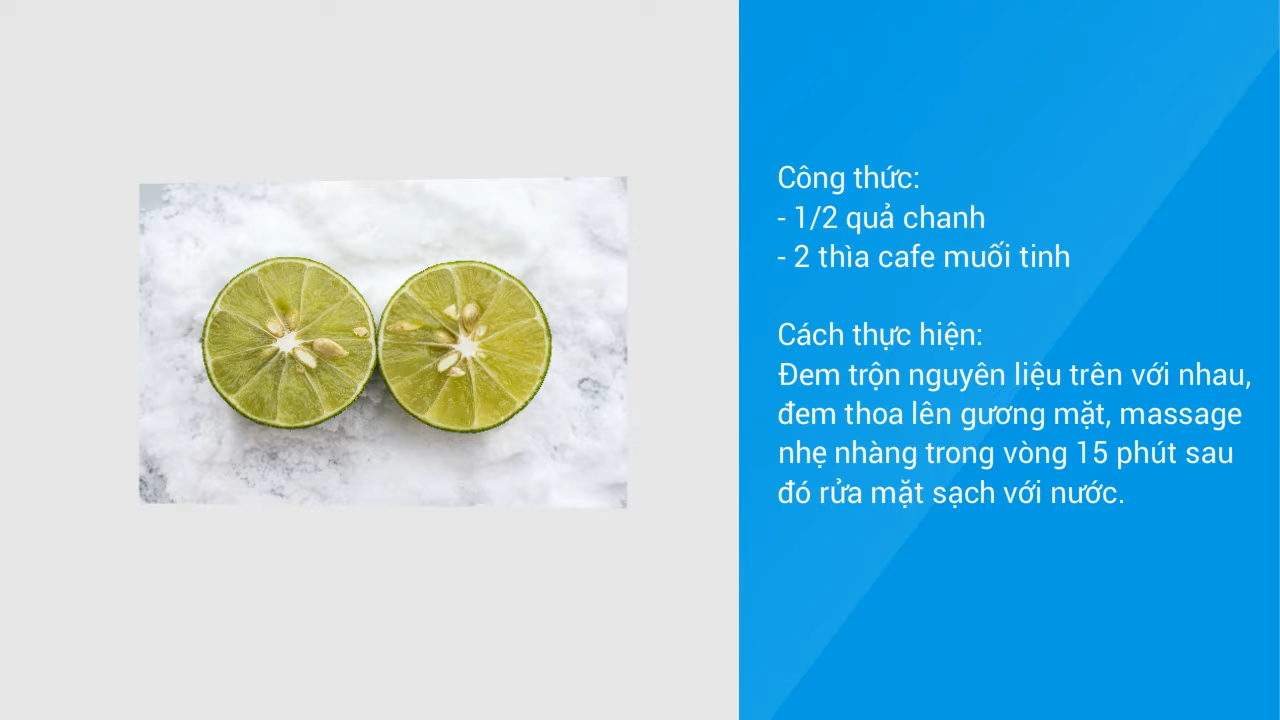 Công thức:
- 1/2 quả chanh
- 2 thìa cafe muối tinh
Cách thực hiện:
Đem trộn nguyên liệu trên với nhau,
đem thoa lên gương mặt, massage
nhẹ nhàng trong vòng 15 phút sau
đó rửa mặt sạch với nước.